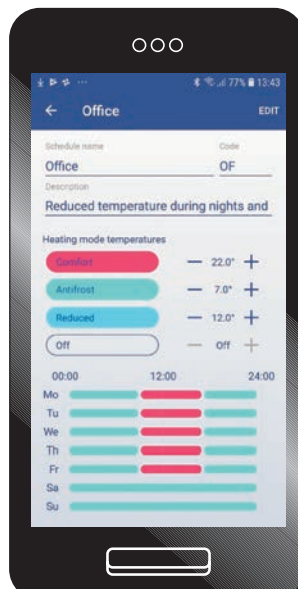 77% 13:43
← Office EDIT
Schedule name Code
Office OF
Description
Reduced temperature during nights and
Heating mode temperatures
Comfort — 22.0° +
Antifrost — 7.0° +
Reduced — 12.0° +
Off — Off +
00:00 12:00 24:00
Mo
Tu
We
Th
Fr
Sa
Su